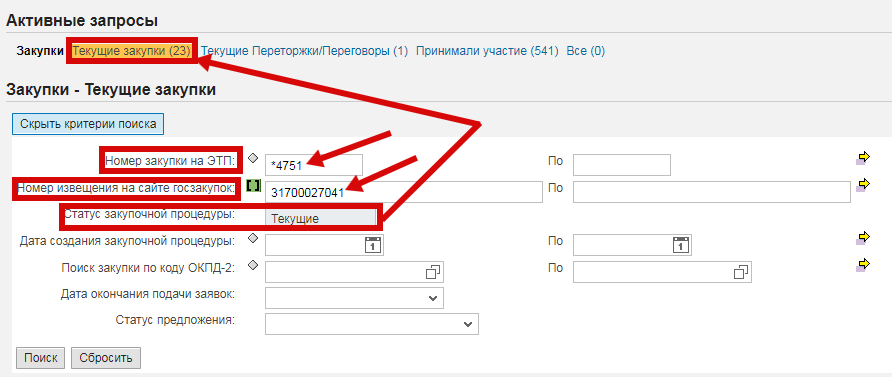 Активные запросы
Закупки Текущие закупки (23) Текущие Переторжки/Переговоры (1) Принимали участие (541) Все (0)
Закупки - Текущие закупки
Скрыть критерии поиска
Номер закупки на ЭТП: *4751 По
Номер извещения на сайте госзакупок: 31700027041 По
Статус закупочной процедуры: Текущие
Дата создания закупочной процедуры: 1 По 1
Поиск закупки по коду ОКПД-2: По
Дата окончания подачи заявок:
Статус предложения:
Поиск Сбросить